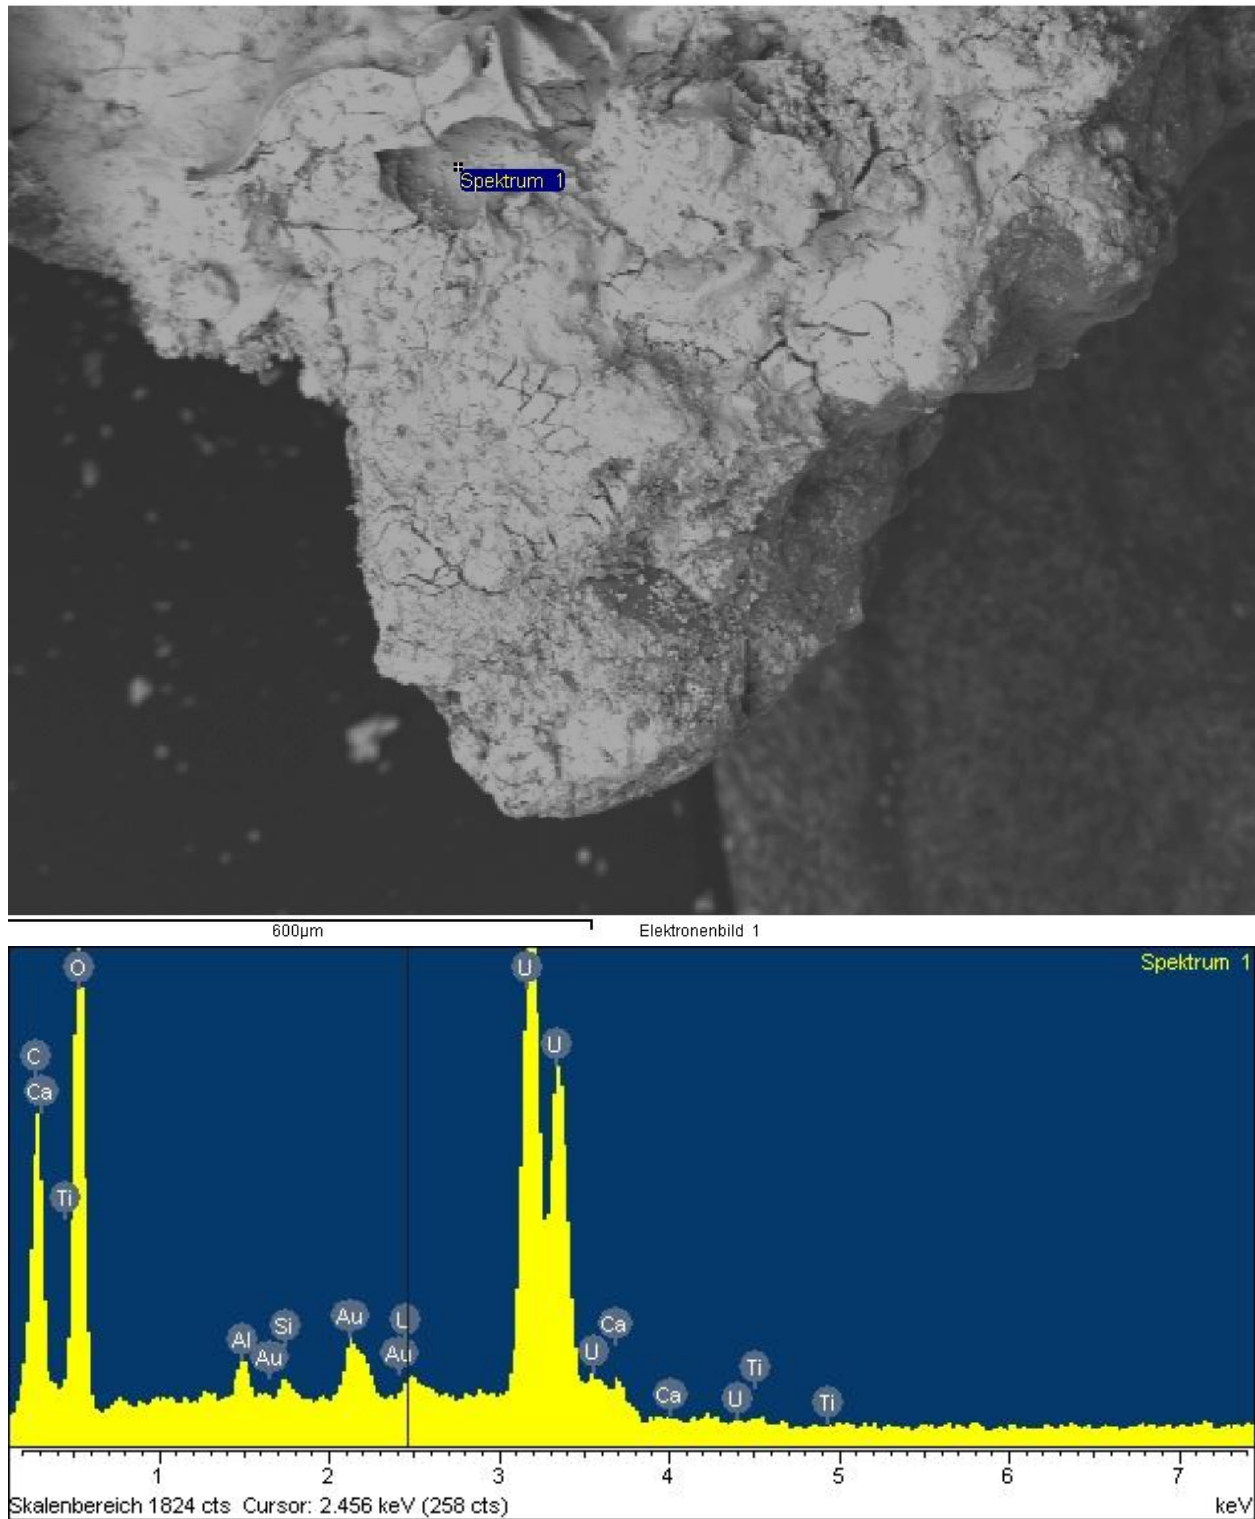 Spektrum 1
600µm
Elektronenbild 1
Spektrum 1
O
U
C
U
Ca
Ti
Au
Si
U
Ca
Al
Au
Au
U
Ti
Ca
U
Ti
1 2 3 4 5 6 7
Skalenbereich 1824 cts Cursor: 2.456 keV (258 cts) keV